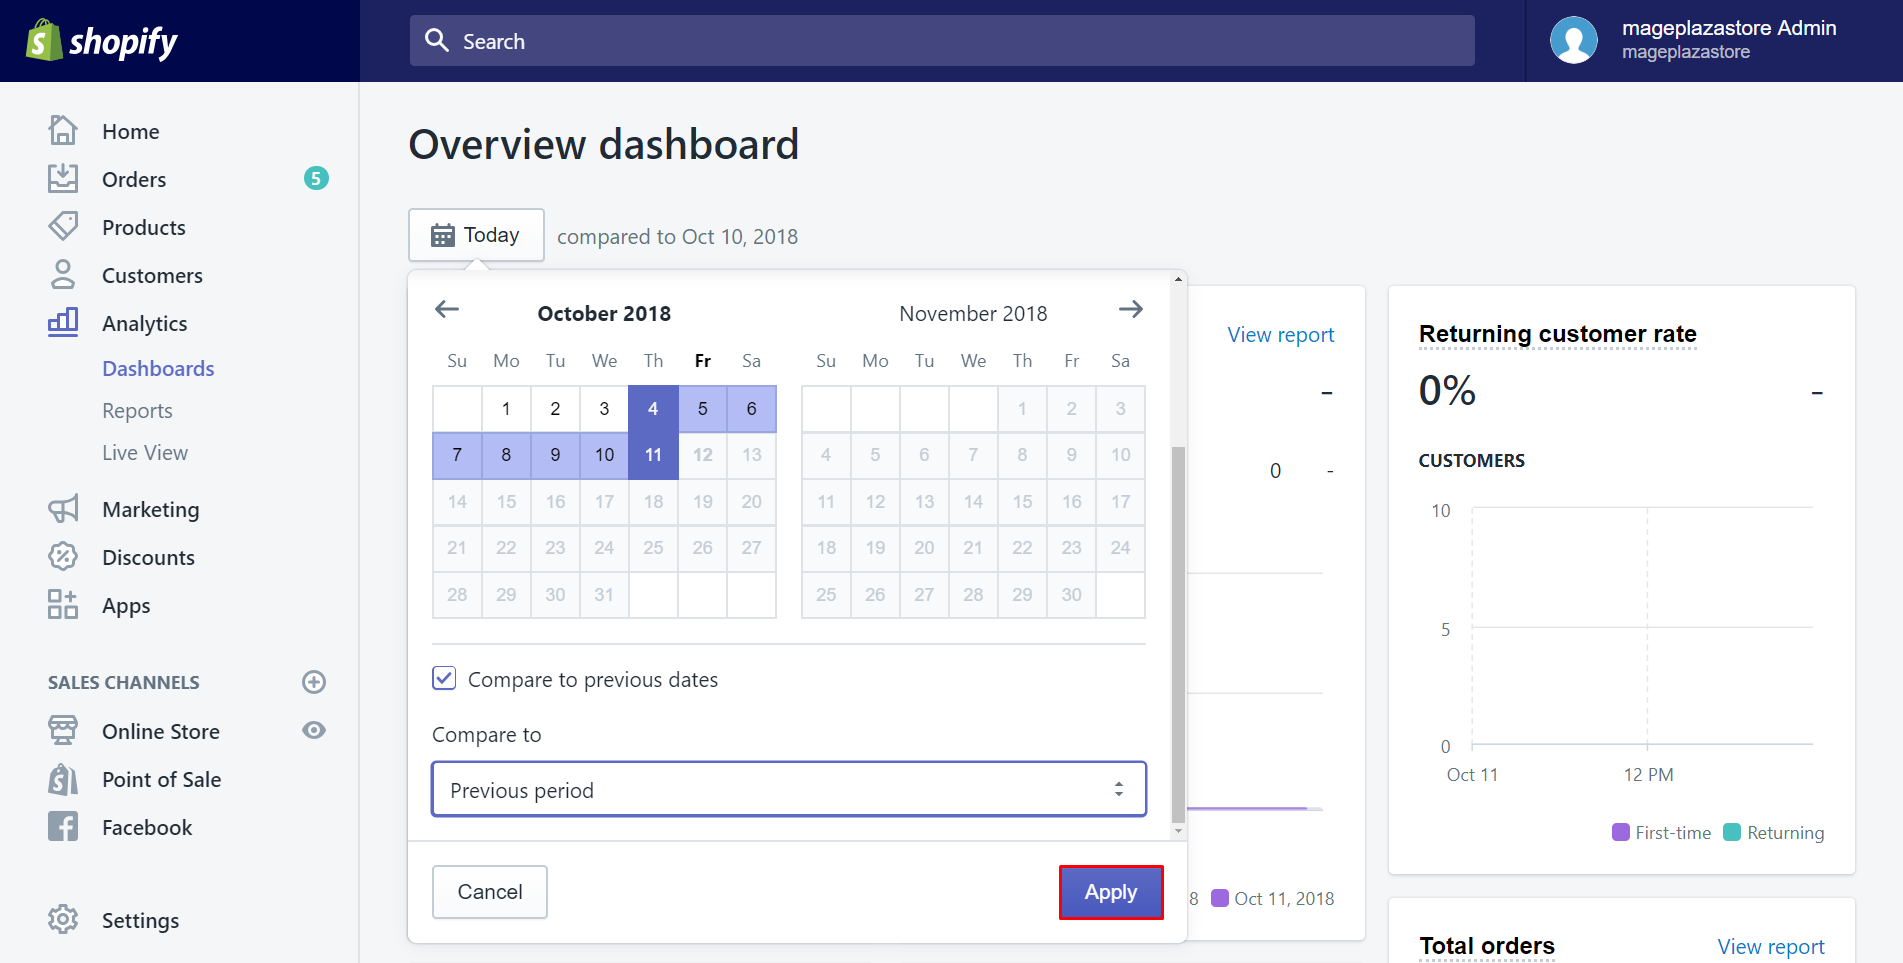 shopify
Search
mageplazastore Admin
mageplazastore
Home
Orders 5
Products
Customers
Analytics
Dashboards
Reports
Live View
Marketing
Discounts
Apps
SALES CHANNELS
Online Store
Point of Sale
Facebook
Settings
Overview dashboard
Today compared to Oct 10, 2018
October 2018
Su Mo Tu We Th Fr Sa
1 2 3 4 5 6
7 8 9 10 11 12 13
14 15 16 17 18 19 20
21 22 23 24 25 26 27
28 29 30 31
November 2018
Su Mo Tu We Th Fr Sa
1 2 3
4 5 6 7 8 9 10
11 12 13 14 15 16 17
18 19 20 21 22 23 24
25 26 27 28 29 30
Compare to previous dates
Compare to
Previous period
Cancel Apply
View report
-
0 -
8 Oct 11, 2018
Returning customer rate
0% -
CUSTOMERS
10
5
0
Oct 11 12 PM
First-time Returning
Total orders View report